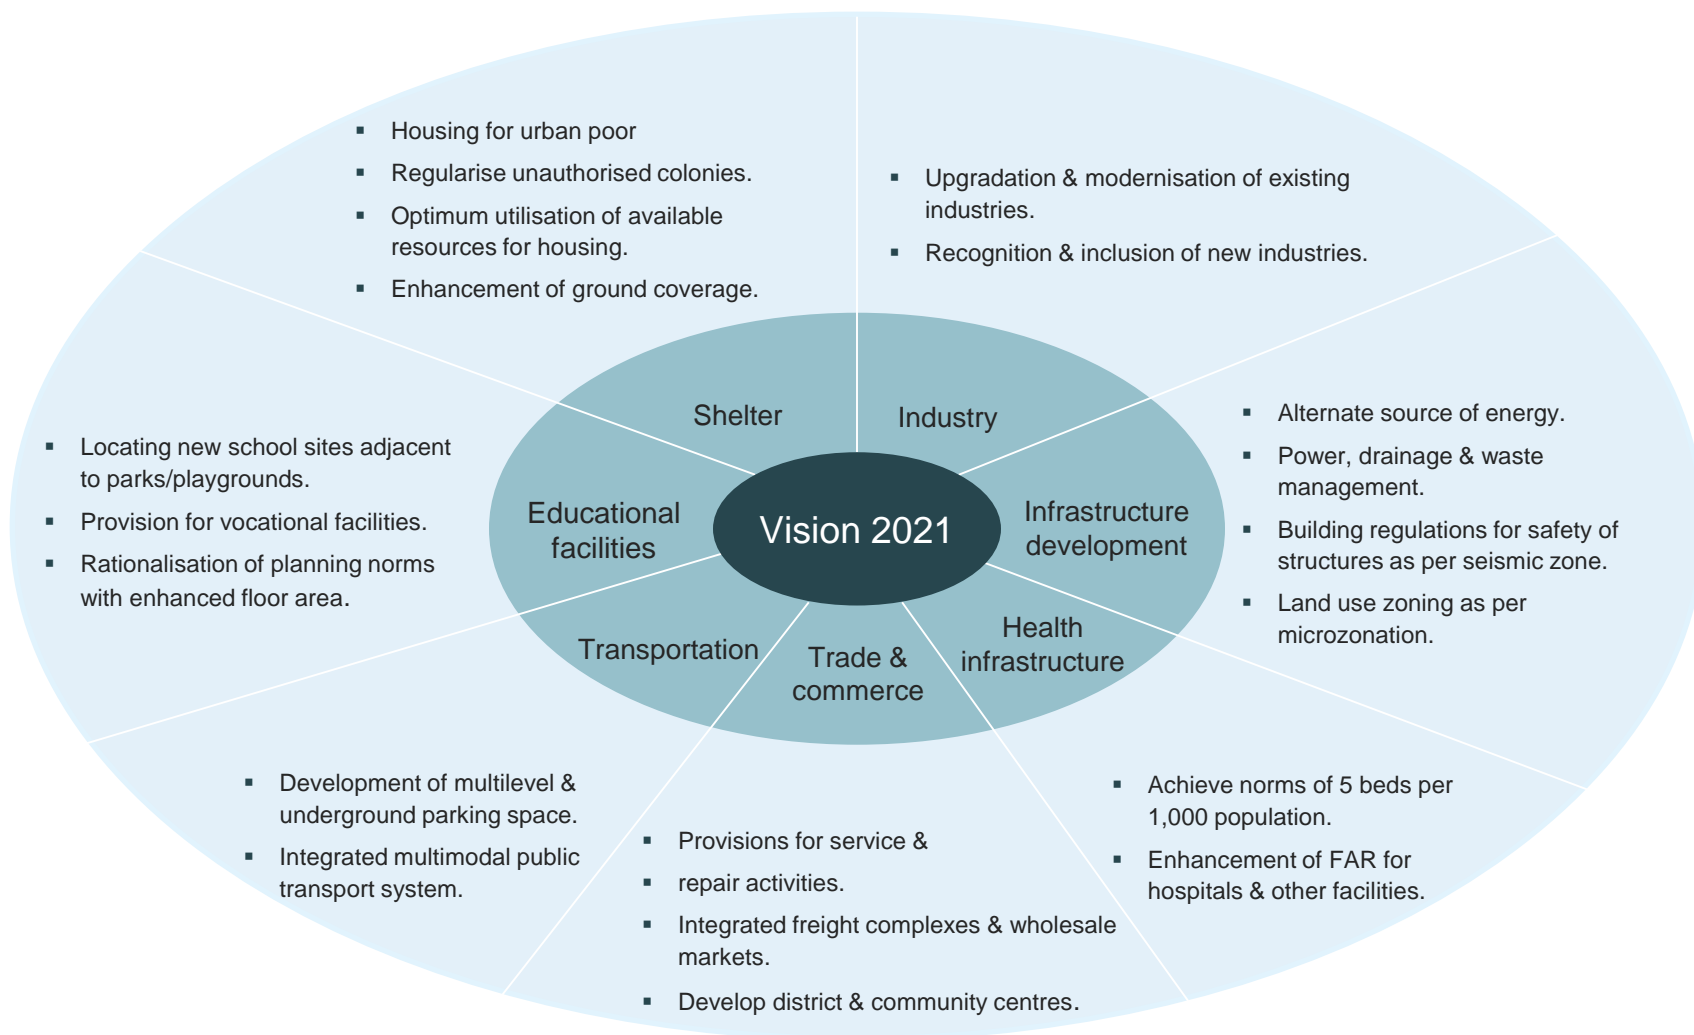 Housing for urban poor
Regularise unauthorised colonies.
Optimum utilisation of available
resources for housing.
Enhancement of ground coverage.
Upgradation & modernisation of existing
industries.
Recognition & inclusion of new industries.
Shelter
Industry
Locating new school sites adjacent
to parks/playgrounds.
Provision for vocational facilities.
Rationalisation of planning norms
with enhanced floor area.
Educational
facilities
Vision 2021
Infrastructure
development
Alternate source of energy.
Power, drainage & waste
management.
Building regulations for safety of
structures as per seismic zone.
Land use zoning as per
microzonation.
Transportation
Trade &
commerce
Health
infrastructure
Development of multilevel &
underground parking space.
Integrated multimodal public
transport system.
Provisions for service &
repair activities.
Integrated freight complexes & wholesale
markets.
Develop district & community centres.
Achieve norms of 5 beds per
1,000 population.
Enhancement of FAR for
hospitals & other facilities.